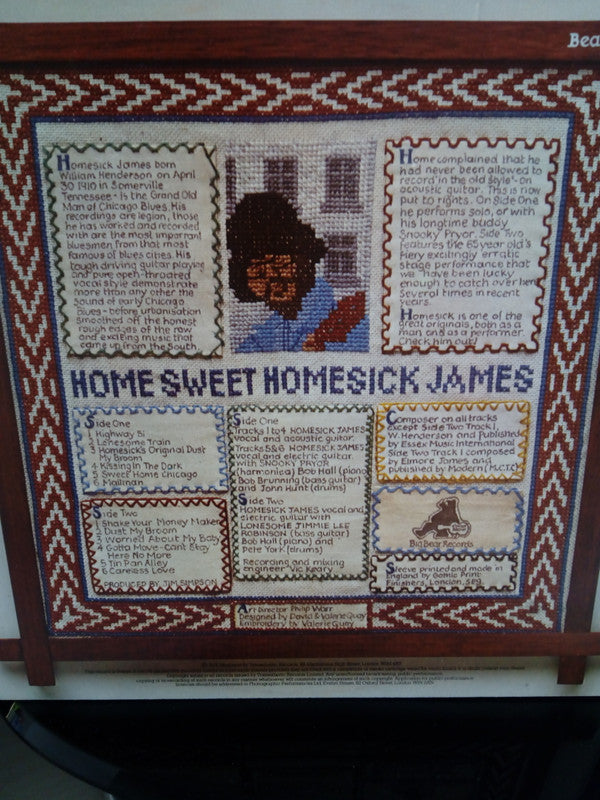 Bea
Homesick James born
William Henderson on April
30 1910 in Somerville
Tennessee - is the Grand Old
Man of Chicago Blues. His
recordings are legion, those
he has worked and recorded
with are the most important
bluesmen from that most
famous of blues cities. His
tough driving guitar playing
and pure open-throated
vocal style demonstrate
more than any other the
sound of early Chicago
Blues - before urbanisation
smoothed off the honest
rough edges of the raw
and exciting music that
came up from the South.
Home complained that he
had never been allowed to
record 'in the old style' - on
acoustic guitar. This is now
put to rights. On Side One
he performs solo, or with
his longtime buddy
Snooky Pryor. Side Two
features the 65 year old's
fiery exciting erratic
stage performance that
we have been lucky
enough to catch over here
several times in recent
years.
Homesick is one of the
great originals, both as a
man and as a performer.
Check him out!
HOME SWEET HOMESICK JAMES
Side One
1 Highway 51
2 Lonesome Train
3 Homesick's Original Dust
My Broom
4 Kissing In The Dark
5 Sweet Home Chicago
6 Mailman
Side Two
1 Shake Your Money Maker
2 Dust My Broom
3 Worried About My Baby
4 Gotta Move - Cant Stay
Here No More
5 Tin Pan Alley
6 Careless Love
PRODUCED BY JIM SIMPSON
Side One
Tracks 1 to 4 HOMESICK JAMES
vocal and acoustic guitar
Tracks 5 & 6 HOMESICK JAMES
vocal and electric guitar
with SNOOKY PRYOR
(harmonica) Bob Hall (piano)
Bob Brunning (bass guitar)
and John Hunt (drums)
Side Two
HOMESICK JAMES vocal and
electric guitar with
LONESOME JIMMIE LEE
ROBINSON (bass guitar)
Bob Hall (piano) and
Pete York (drums)
Recording and mixing
engineer Vic Keary
Composer on all tracks
except Side Two Track 1,
W. Henderson and Published
by Essex Music International
Side Two Track 1 composed
by Elmore James and
published by Modern (M.C.T.C)
Big Bear Records
Sleeve printed and made in
England by Gothic Print
Finishers, London, SE9
Art Director Philip Warr
Designed by David & Valerie Quay
Embroidery by Valerie Quay